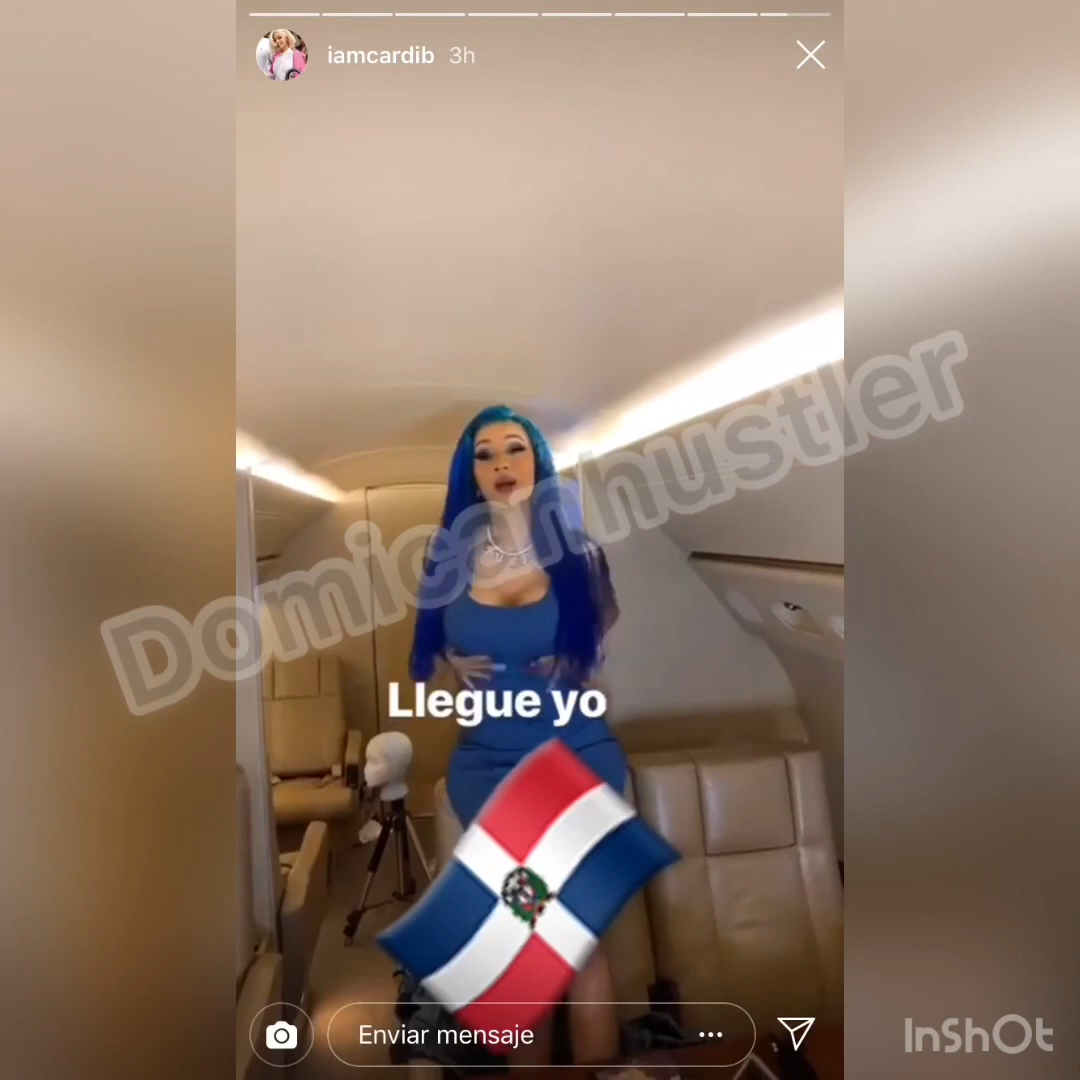 iamcardib 3h
Domicanhustler
Llegue yo
Enviar mensaje
InShOt